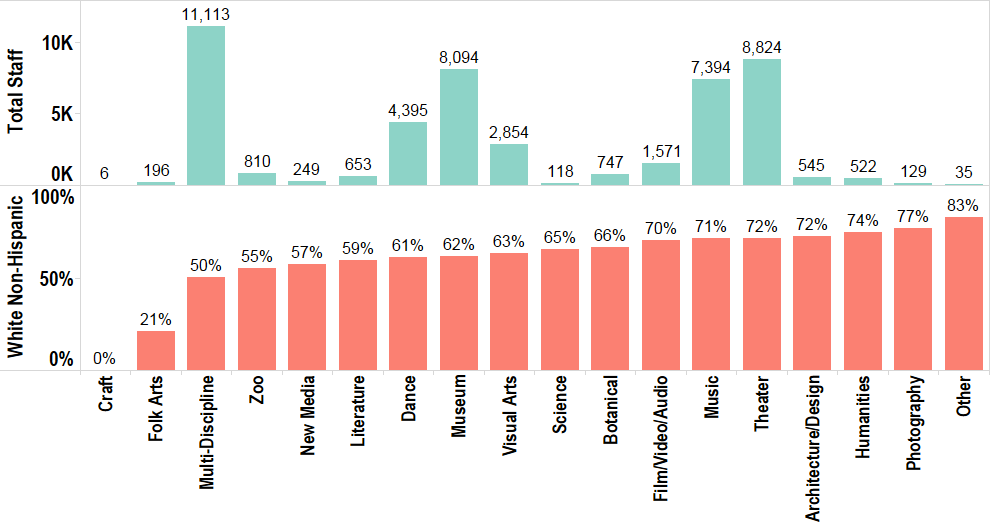 Total Staff
10K
5K
0K
6
196
11,113
810
249
653
4,395
8,094
2,854
118
747
1,571
7,394
8,824
545
522
129
35
White Non-Hispanic
100%
50%
0%
0%
21%
50%
55%
57%
59%
61%
62%
63%
65%
66%
70%
71%
72%
72%
74%
77%
83%
Craft
Folk Arts
Multi-Discipline
Zoo
New Media
Literature
Dance
Museum
Visual Arts
Science
Botanical
Film/Video/Audio
Music
Theater
Architecture/Design
Humanities
Photography
Other